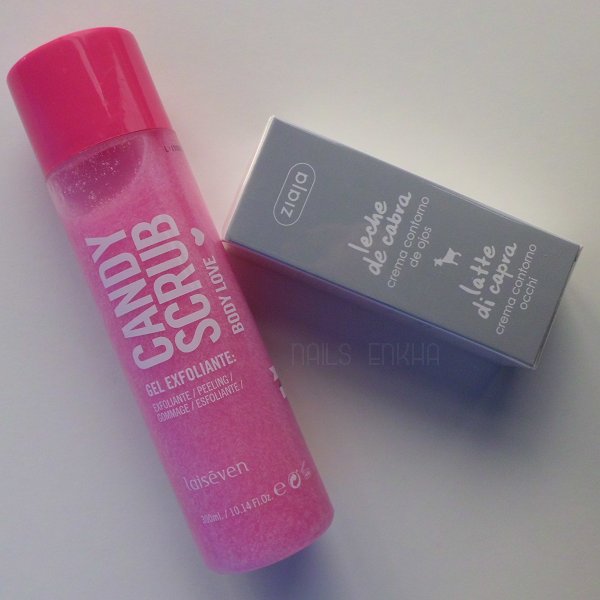 CANDY
SCRUB
BODY LOVE
GEL EXFOLIANTE:
EXFOLIANTE / PEELING /
GOMMAGE / ESFOLIANTE /
laiseven
300mL / 10.14 Fl.Oz e
ziaja
leche
de cabra
crema contorno
de ojos
latte
di capra
crema contorno
occhi
NAILS ENKHA